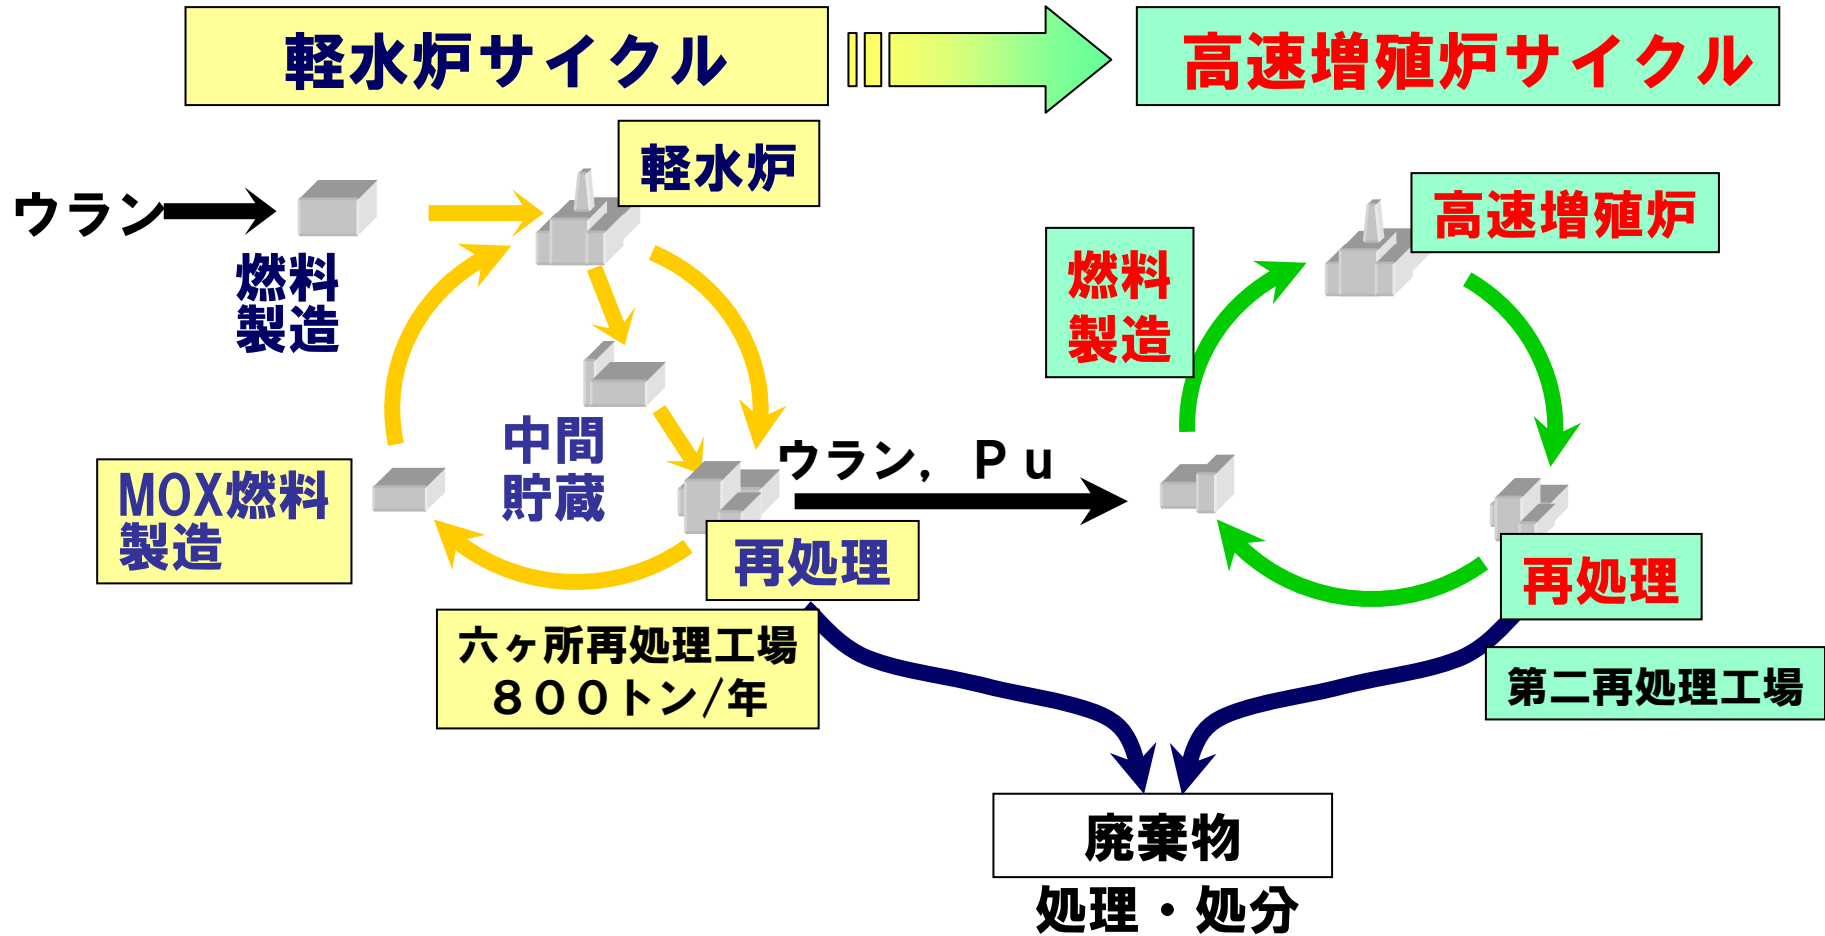 軽水炉サイクル
高速増殖炉サイクル
軽水炉
高速増殖炉
ウラン
燃料
製造
燃料
製造
中間
貯蔵
ウラン，Ｐｕ
MOX燃料
製造
再処理
再処理
六ヶ所再処理工場
８００トン/年
第二再処理工場
廃棄物
処理・処分